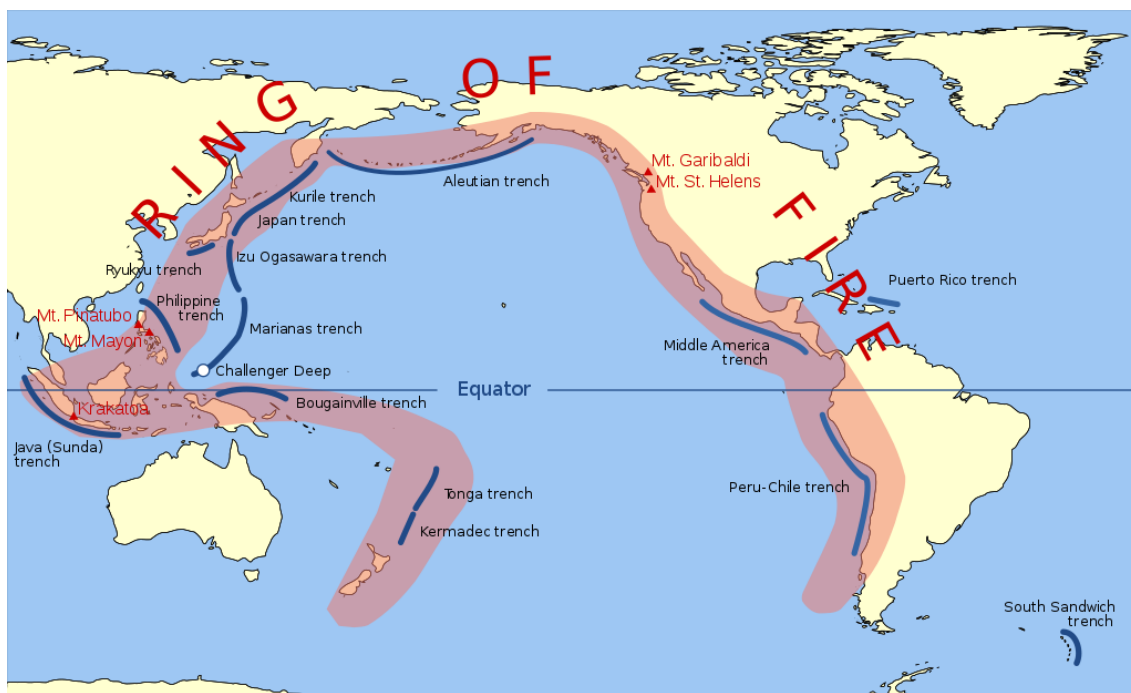 RING OF FIRE
Mt. Garibaldi
Mt. St. Helens
Aleutian trench
Kurile trench
Japan trench
Izu Ogasawara trench
Ryukyu trench
Philippine
trench
Puerto Rico trench
Mt. Pinatubo
Mt. Mayon
Marianas trench
Middle America
trench
Challenger Deep
Equator
Krakatoa
Bougainville trench
Java (Sunda)
trench
Peru-Chile trench
Tonga trench
Kermadec trench
South Sandwich
trench